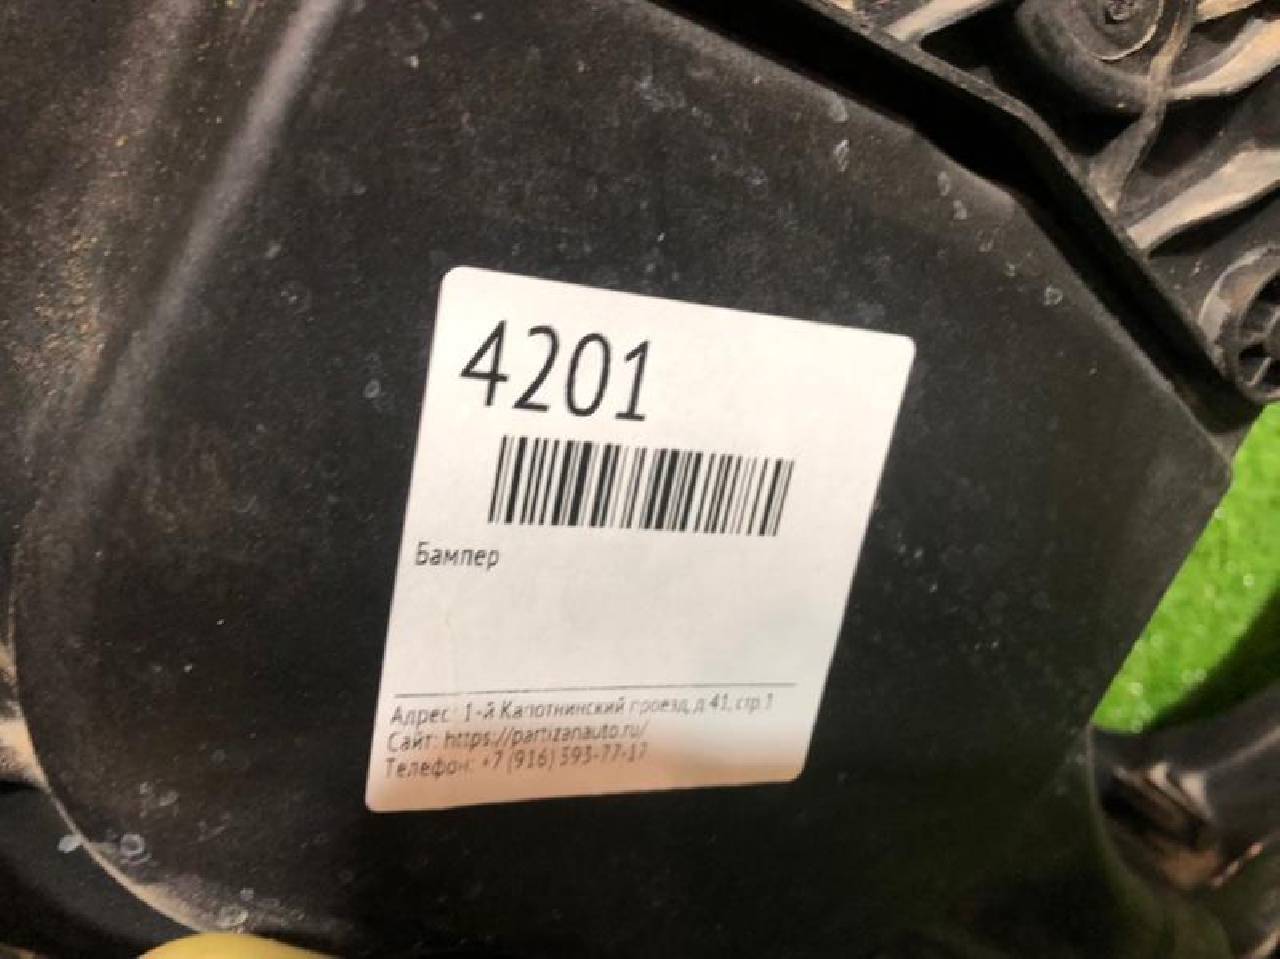 4201
Бампер
Адрес: 1-й Капотнинский проезд, д 41, стр.1
Сайт: https://partizanauto.ru/
Телефон: +7 (916) 593-77-17